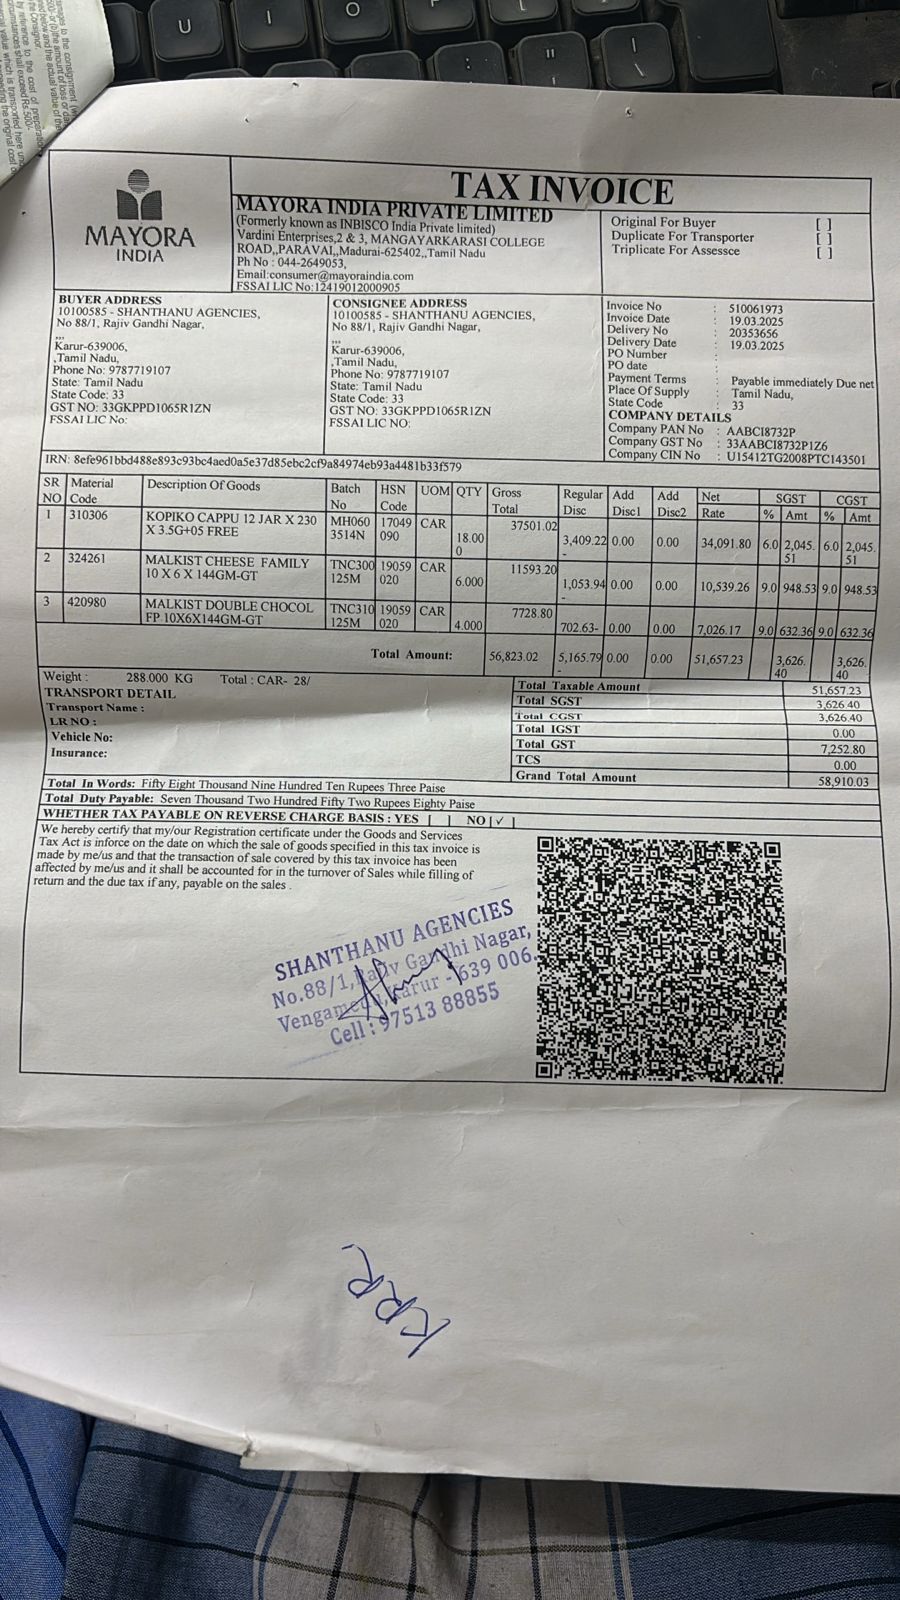 U I O
TAX INVOICE
MAYORA
INDIA
MAYORA INDIA PRIVATE LIMITED
(Formerly known as INBISCO India Private limited)
Vardini Enterprises,2 & 3, MANGAYARKARASI COLLEGE
ROAD,,PARAVAI,,Madurai-625402,,Tamil Nadu
Ph No : 044-2649053,
Email:consumer@mayoraindia.com
FSSAI LIC No:12419012000905
Original For Buyer [ ]
Duplicate For Transporter [ ]
Triplicate For Assessce [ ]
BUYER ADDRESS
10100585 - SHANTHANU AGENCIES,
No 88/1, Rajiv Gandhi Nagar,
,,,
Karur-639006,
,Tamil Nadu,
Phone No: 9787719107
State: Tamil Nadu
State Code: 33
GST NO: 33GKPPD1065R1ZN
FSSAI LIC No:
CONSIGNEE ADDRESS
10100585 - SHANTHANU AGENCIES,
No 88/1, Rajiv Gandhi Nagar,
,,,
Karur-639006,
,Tamil Nadu,
Phone No: 9787719107
State: Tamil Nadu
State Code: 33
GST NO: 33GKPPD1065R1ZN
FSSAI LIC NO:
Invoice No : 510061973
Invoice Date : 19.03.2025
Delivery No : 20353656
Delivery Date : 19.03.2025
PO Number :
PO date :
Payment Terms : Payable immediately Due net
Place Of Supply : Tamil Nadu,
State Code : 33
COMPANY DETAILS
Company PAN No : AABCI8732P
Company GST No : 33AABCI8732P1Z6
Company CIN No : U15412TG2008PTC143501
IRN: 8efe961bbd488e893c93bc4aed0a5e37d85ebc2cf9a84974eb93a4481b33f579
SR NO Material Code Description Of Goods Batch No HSN Code UOM QTY Gross Total Regular Disc Add Disc1 Add Disc2 Net Rate SGST % Amt CGST % Amt
1 310306 KOPIKO CAPPU 12 JAR X 230 MH060 17049 CAR 37501.02
X 3.5G+05 FREE 3514N 090 18.00 3,409.22 0.00 0.00 34,091.80 6.0 2,045. 6.0 2,045.
0 - 51 51
2 324261 MALKIST CHEESE FAMILY TNC300 19059 CAR 11593.20
10 X 6 X 144GM-GT 125M 020 6.000 1,053.94 0.00 0.00 10,539.26 9.0 948.53 9.0 948.53
-
3 420980 MALKIST DOUBLE CHOCOL TNC310 19059 CAR 7728.80
FP 10X6X144GM-GT 125M 020 4.000 702.63- 0.00 0.00 7,026.17 9.0 632.36 9.0 632.36
Total Amount: 56,823.02 5,165.79 0.00 0.00 51,657.23 3,626. 3,626.
- 40 40
Weight : 288.000 KG Total : CAR- 28/
TRANSPORT DETAIL
Transport Name :
LR NO :
Vehicle No:
Insurance:
Total Taxable Amount 51,657.23
Total SGST 3,626.40
Total CGST 3,626.40
Total IGST 0.00
Total GST 7,252.80
TCS 0.00
Grand Total Amount 58,910.03
Total In Words: Fifty Eight Thousand Nine Hundred Ten Rupees Three Paise
Total Duty Payable: Seven Thousand Two Hundred Fifty Two Rupees Eighty Paise
WHETHER TAX PAYABLE ON REVERSE CHARGE BASIS : YES [ ] NO [✓]
We hereby certify that my/our Registration certificate under the Goods and Services
Tax Act is inforce on the date on which the sale of goods specified in this tax invoice is
made by me/us and that the transaction of sale covered by this tax invoice has been
affected by me/us and it shall be accounted for in the turnover of Sales while filling of
return and the due tax if any, payable on the sales .
SHANTHANU AGENCIES
No.88/1, Rajiv Gandhi Nagar,
Vengamedu, Karur - 639 006.
Cell : 97513 88855
KRR